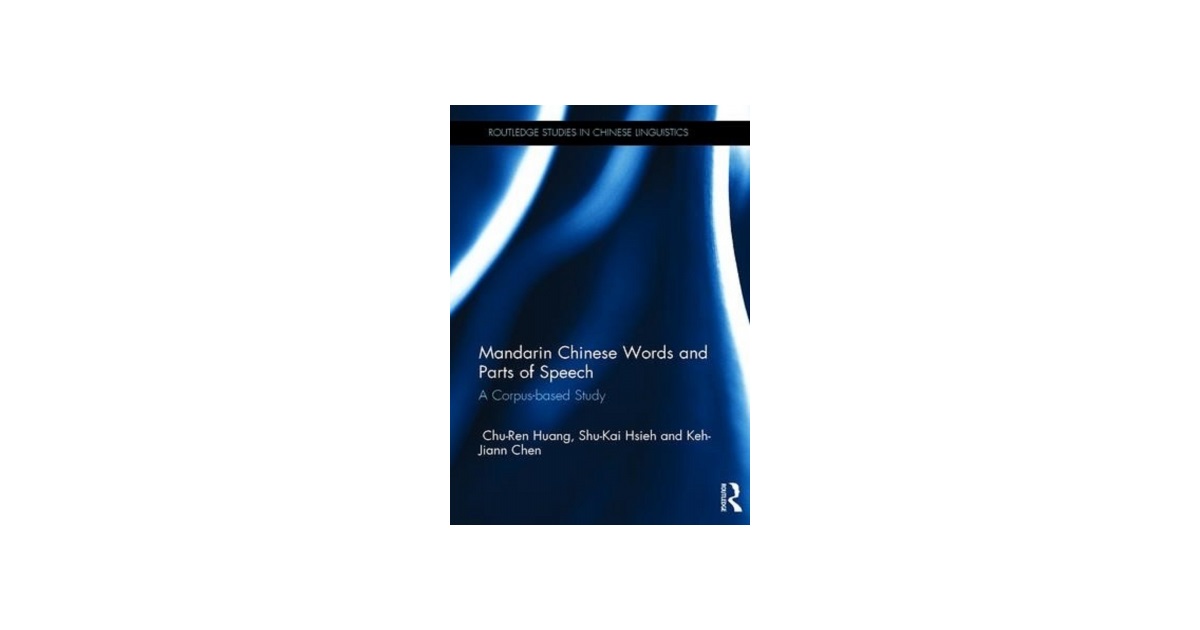 ROUTLEDGE STUDIES IN CHINESE LINGUISTICS
Mandarin Chinese Words and
Parts of Speech
A Corpus-based Study
Chu-Ren Huang, Shu-Kai Hsieh and Keh-
Jiann Chen
ROUTLEDGE